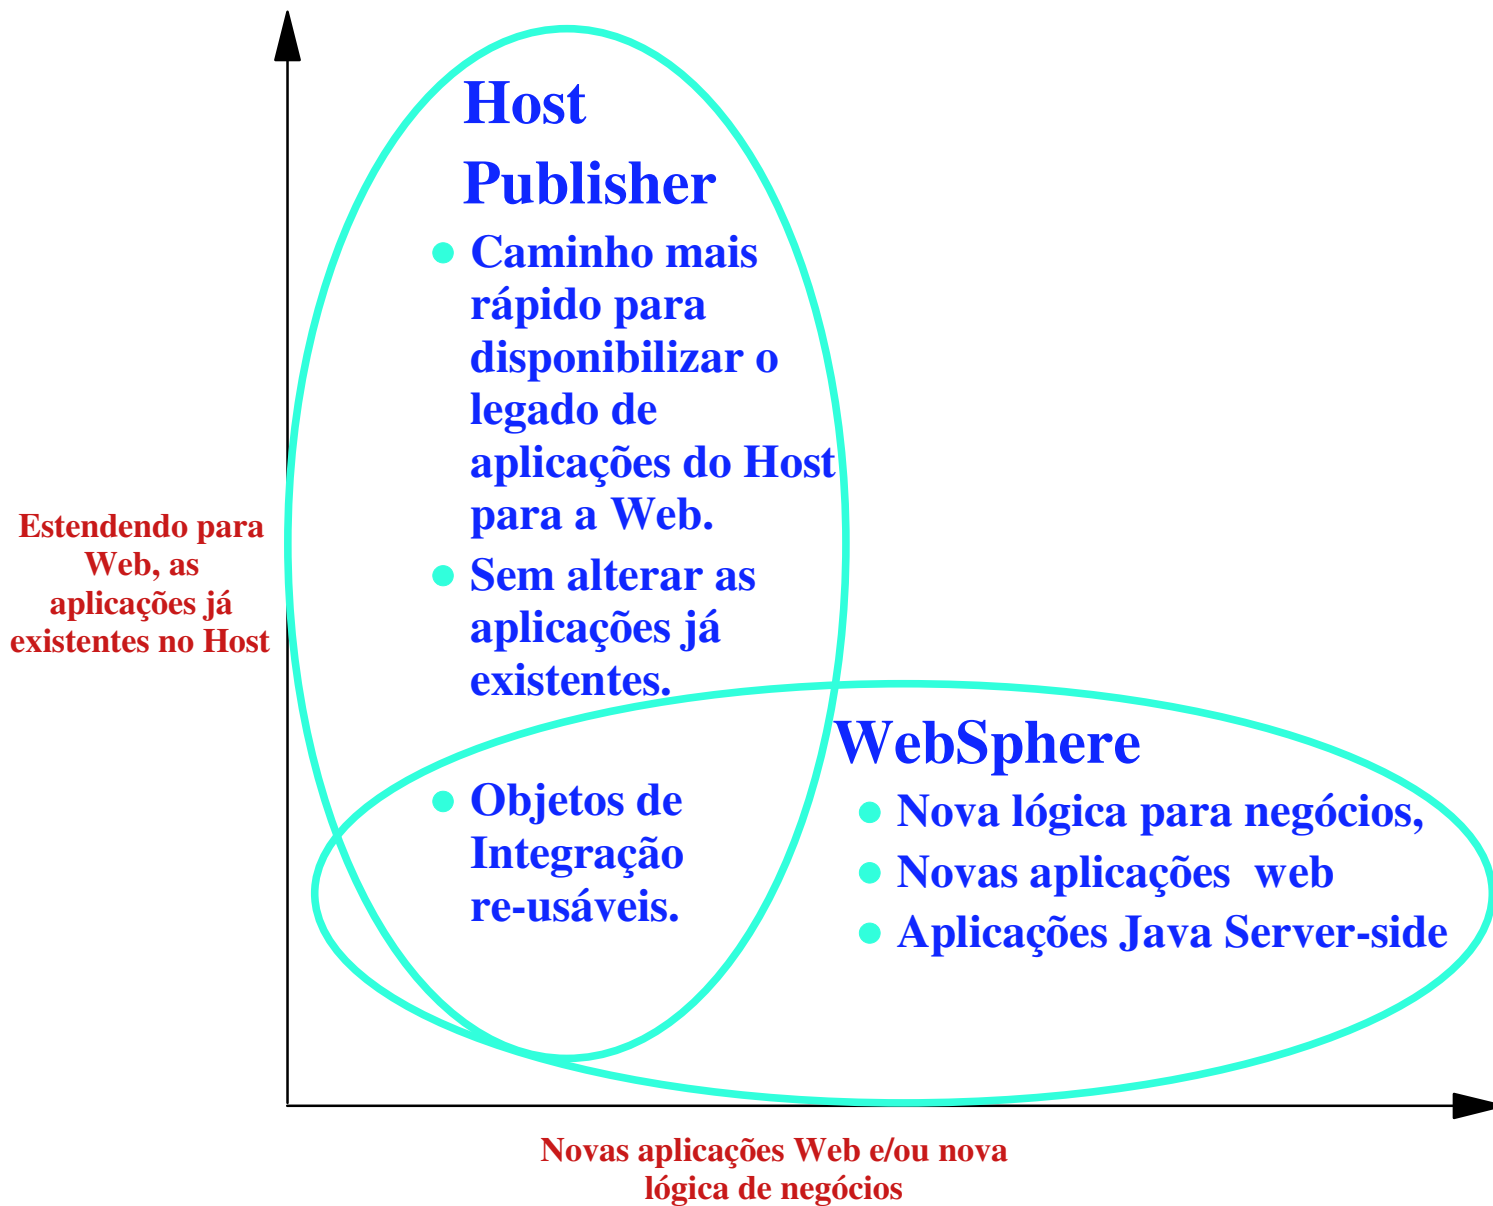 Host
Publisher
Caminho mais
rápido para
disponibilizar o
legado de
aplicações do Host
para a Web.
Sem alterar as
aplicações já
existentes.
Objetos de
Integração
re-usáveis.
Estendendo para
Web, as
aplicações já
existentes no Host
WebSphere
Nova lógica para negócios,
Novas aplicações  web
Aplicações Java Server-side
Novas aplicações Web e/ou nova
lógica de negócios